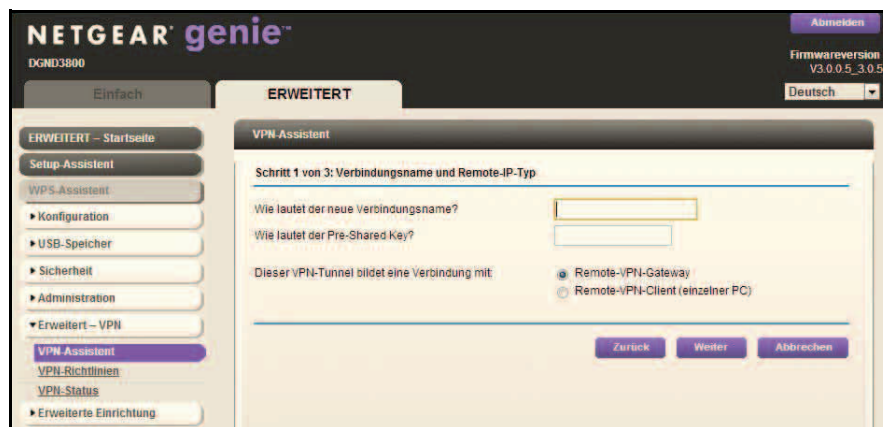 NETGEAR genie
Abmelden
DGND3800
Firmwareversion
V3.0.0.5_3.0.5
Einfach
ERWEITERT
Deutsch
ERWEITERT – Startseite
Setup-Assistent
WPS-Assistent
Konfiguration
USB-Speicher
Sicherheit
Administration
Erweitert – VPN
VPN-Assistent
VPN-Richtlinien
VPN-Status
Erweiterte Einrichtung
VPN-Assistent
Schritt 1 von 3: Verbindungsname und Remote-IP-Typ
Wie lautet der neue Verbindungsname?
Wie lautet der Pre-Shared Key?
Dieser VPN-Tunnel bildet eine Verbindung mit:
Remote-VPN-Gateway
Remote-VPN-Client (einzelner PC)
Zurück
Weiter
Abbrechen